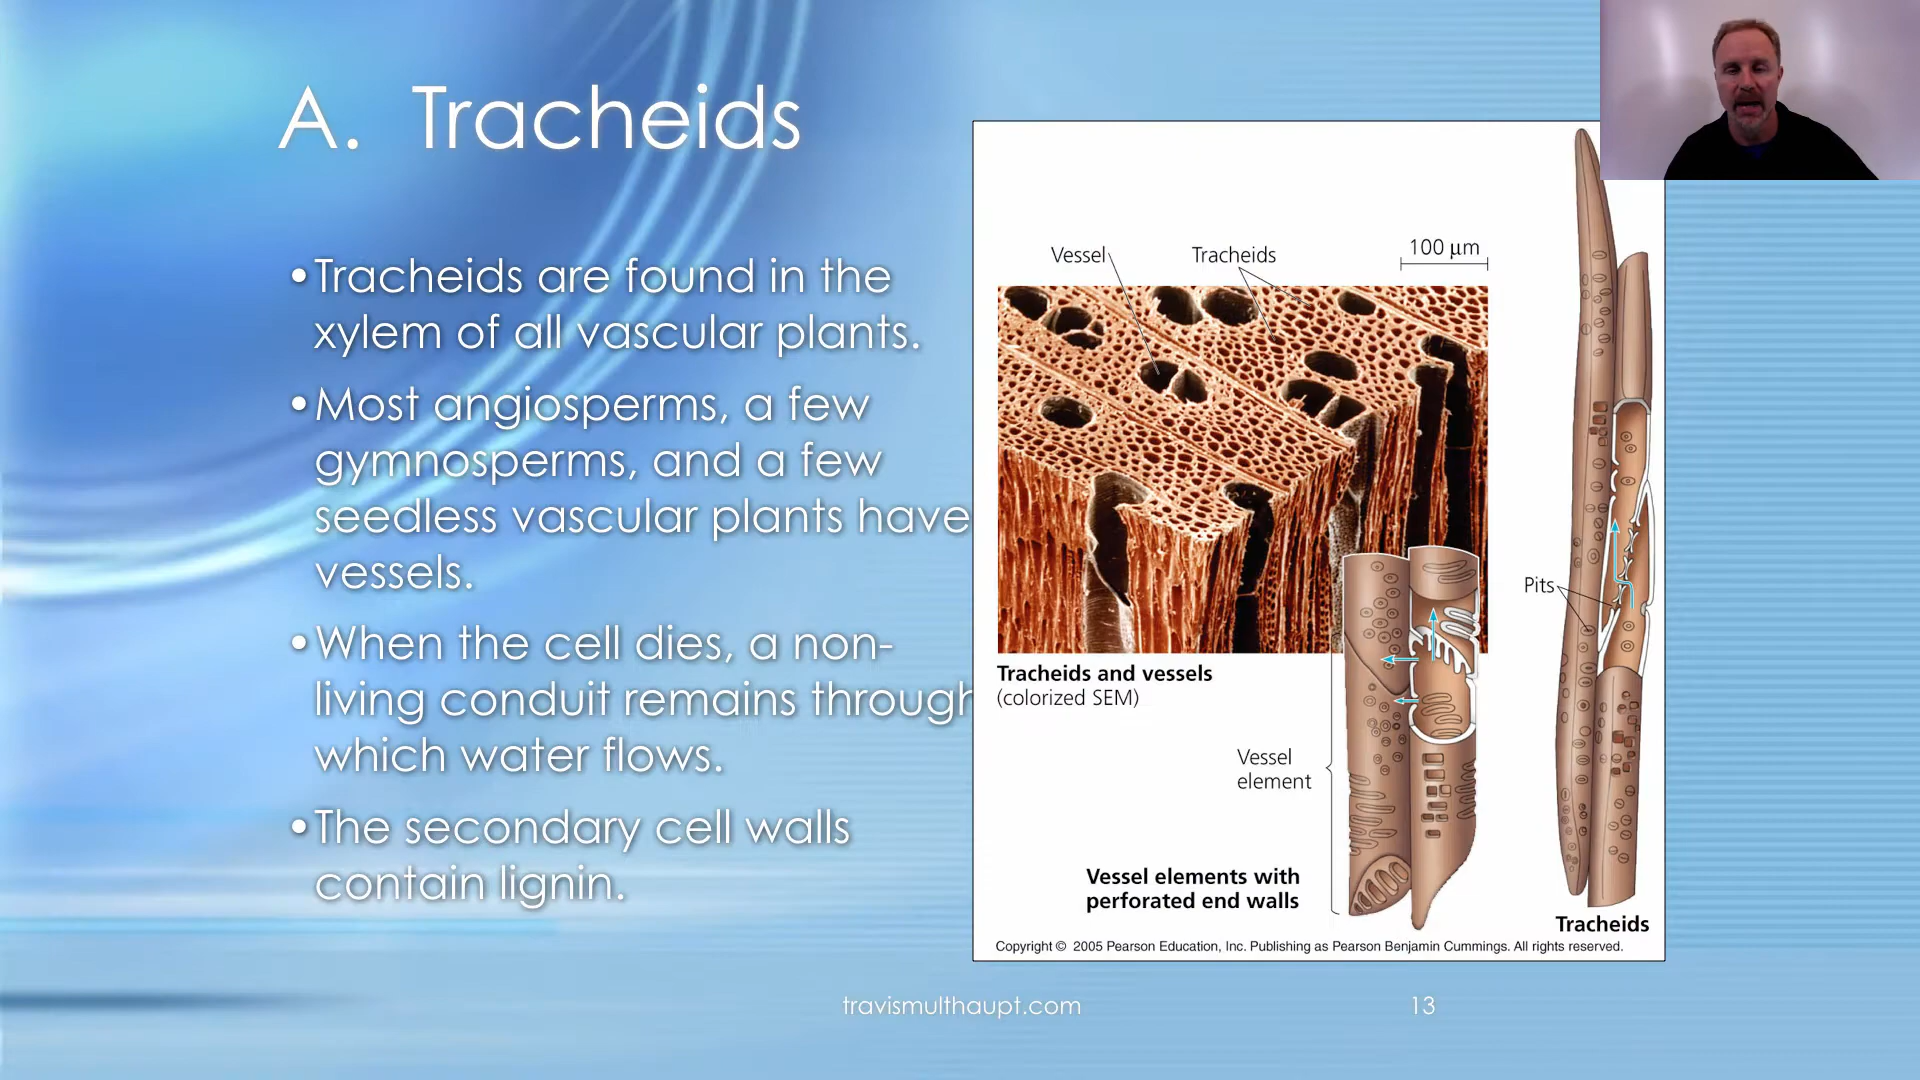 A. Tracheids
•Tracheids are found in the
xylem of all vascular plants.
•Most angiosperms, a few
gymnosperms, and a few
seedless vascular plants have
vessels.
•When the cell dies, a non-
living conduit remains through
which water flows.
•The secondary cell walls
contain lignin.
Vessel
Tracheids
100 µm
Pits
Tracheids and vessels
(colorized SEM)
Vessel
element
Vessel elements with
perforated end walls
Tracheids
Copyright © 2005 Pearson Education, Inc. Publishing as Pearson Benjamin Cummings. All rights reserved.
travismulthaupt.com
13